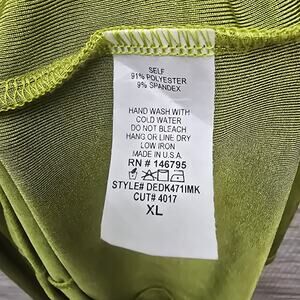 SELF
91% POLYESTER
9% SPANDEX
HAND WASH WITH
COLD WATER
DO NOT BLEACH
HANG OR LINE DRY
LOW IRON
MADE IN U.S.A.
RN # 146795
STYLE# DEDK471IMK
CUT# 4017
XL